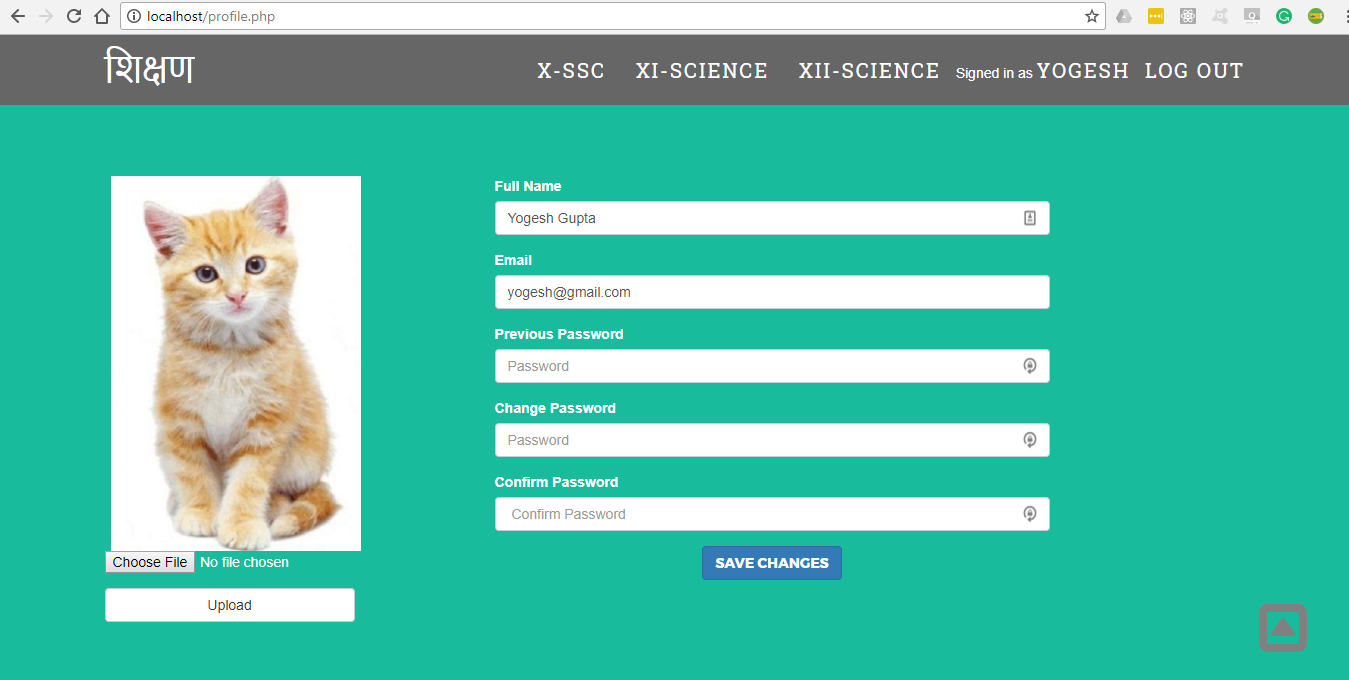 localhost/profile.php
शिक्षण X-SSC XI-SCIENCE XII-SCIENCE Signed in as YOGESH LOG OUT
Full Name
Yogesh Gupta
Email
yogesh@gmail.com
Previous Password
Password
Change Password
Password
Confirm Password
Confirm Password
SAVE CHANGES
Choose File No file chosen
Upload